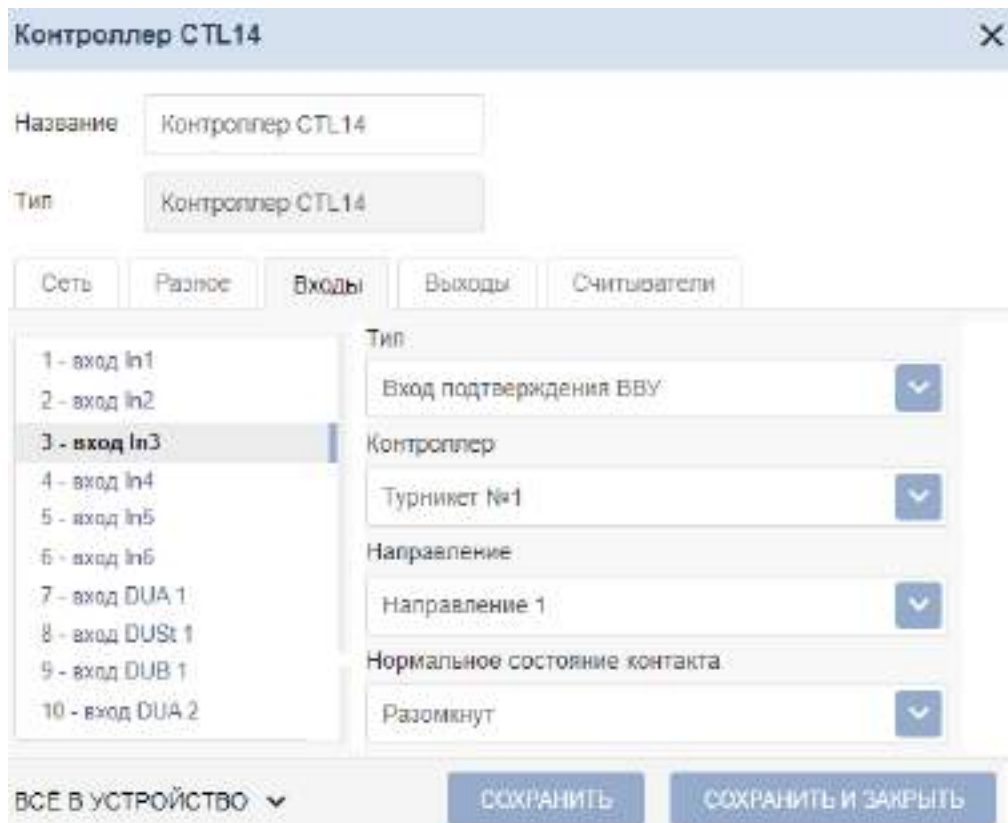 Контроллер CTL14
Название Контроллер CTL14
Тип Контроллер CTL14
Сеть Разное Входы Выходы Считыватели
1 - вход In1
2 - вход In2
3 - вход In3
4 - вход In4
5 - вход In5
6 - вход In6
7 - вход DUA 1
8 - вход DUSt 1
9 - вход DUB 1
10 - вход DUA 2
Тип
Вход подтверждения ВВУ
Контроллер
Турникет №1
Направление
Направление 1
Нормальное состояние контакта
Разомкнут
ВСЕ В УСТРОЙСТВО СОХРАНИТЬ СОХРАНИТЬ И ЗАКРЫТЬ